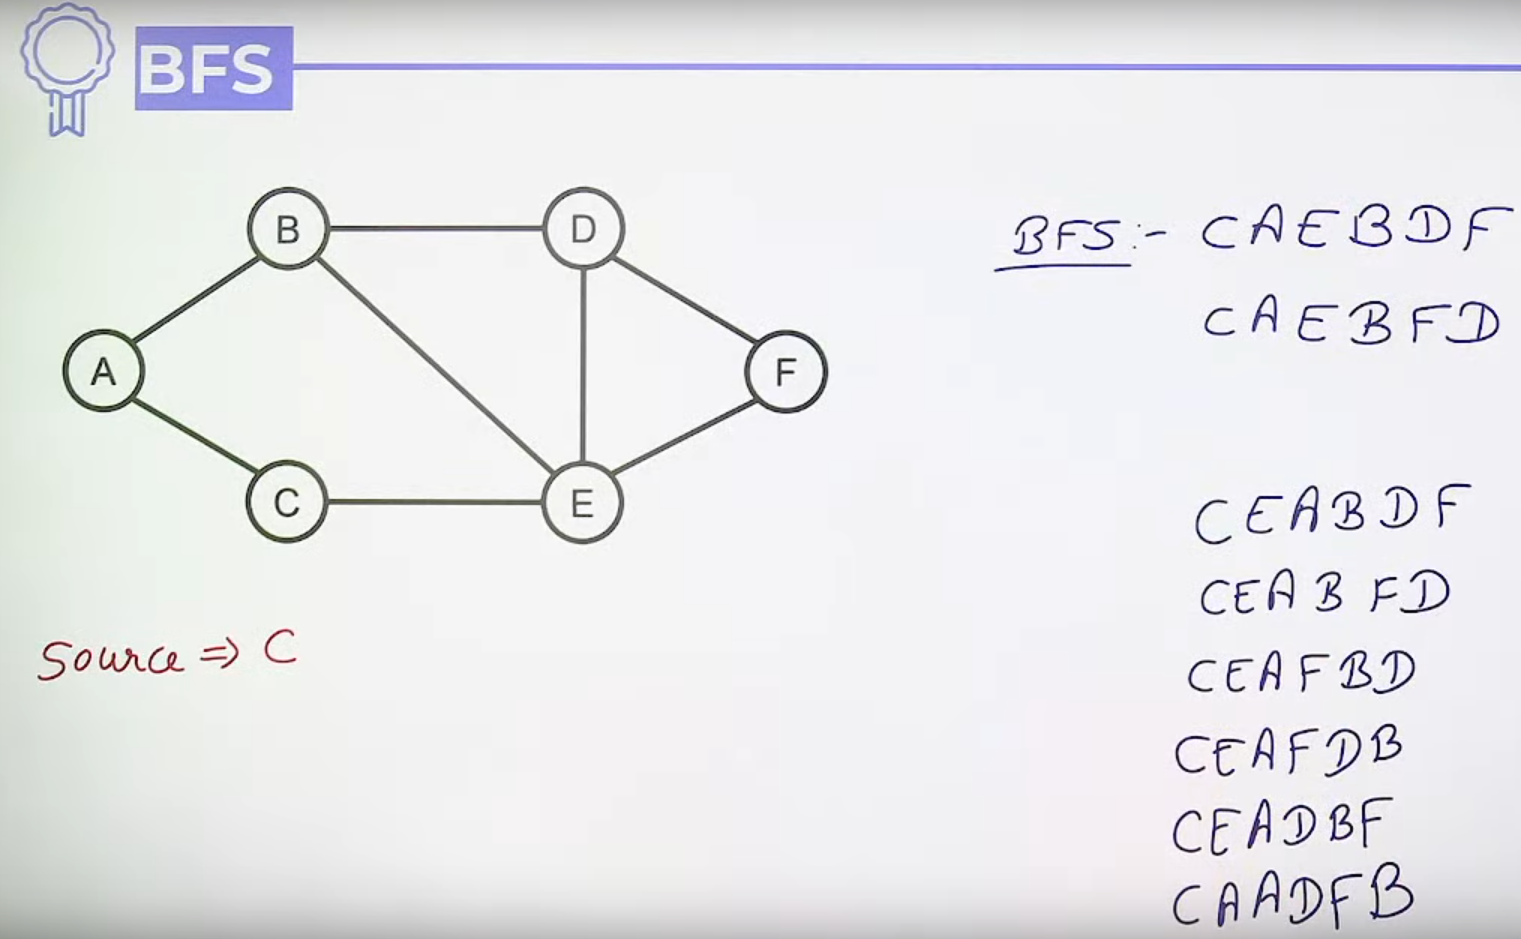 BFS
B
D
A
F
C
E
Source => C
BFS:- CAEBDF
CAEBFD
CEABDF
CEABFD
CEAFBD
CEAFDB
CEADBF
CAADFB